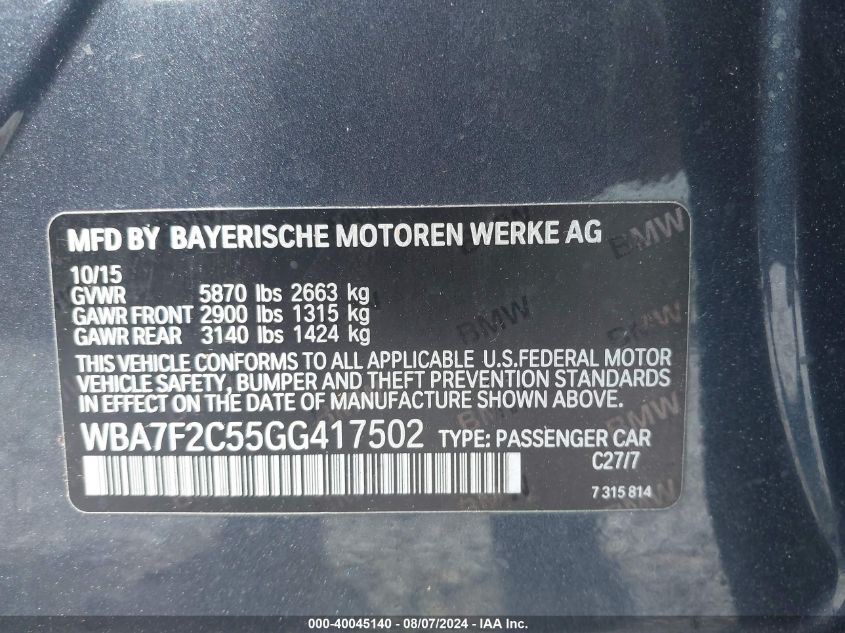 MFD BY BAYERISCHE MOTOREN WERKE AG
10/15
GVWR 5870 lbs 2663 kg
GAWR FRONT 2900 lbs 1315 kg
GAWR REAR 3140 lbs 1424 kg
THIS VEHICLE CONFORMS TO ALL APPLICABLE U.S.FEDERAL MOTOR
VEHICLE SAFETY, BUMPER AND THEFT PREVENTION STANDARDS
IN EFFECT ON THE DATE OF MANUFACTURE SHOWN ABOVE.
WBA7F2C55GG417502 TYPE: PASSENGER CAR
C27/7
7 315 814
BMW
BMW
000-40045140 - 08/07/2024 - IAA Inc.